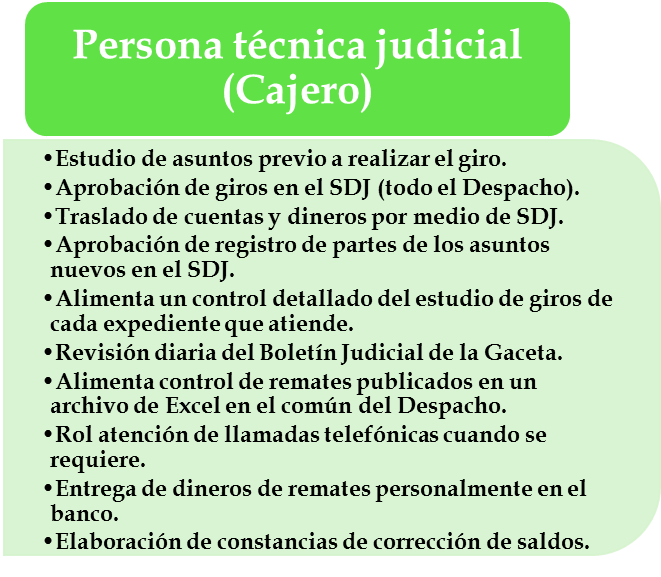 Persona técnica judicial
(Cajero)
•Estudio de asuntos previo a realizar el giro.
•Aprobación de giros en el SDJ (todo el Despacho).
•Traslado de cuentas y dineros por medio de SDJ.
•Aprobación de registro de partes de los asuntos
nuevos en el SDJ.
•Alimenta un control detallado del estudio de giros de
cada expediente que atiende.
•Revisión diaria del Boletín Judicial de la Gaceta.
•Alimenta control de remates publicados en un
archivo de Excel en el común del Despacho.
•Rol atención de llamadas telefónicas cuando se
requiere.
•Entrega de dineros de remates personalmente en el
banco.
•Elaboración de constancias de corrección de saldos.